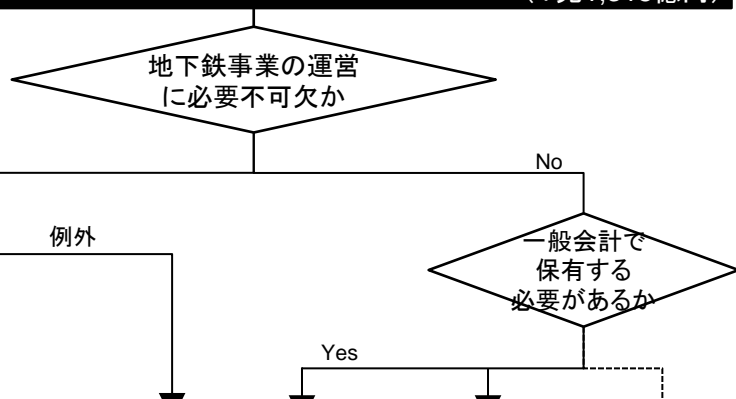 地下鉄事業の運営
に必要不可欠か
No
例外
一般会計で
保有する
必要があるか
Yes